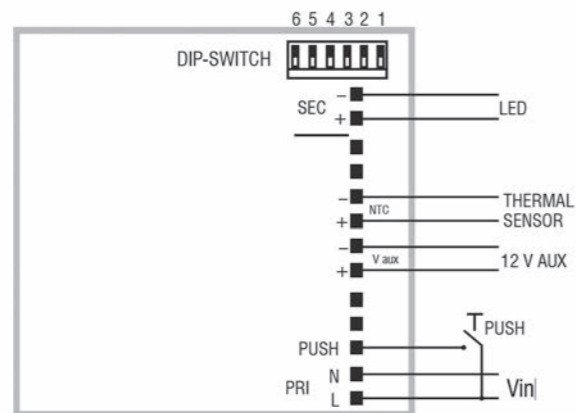 6 5 4 3 2 1
DIP-SWITCH
SEC
−
+
LED
−
+
NTC
THERMAL
SENSOR
−
+
V aux
12 V AUX
PUSH
PUSH
PRI
N
L
Vin